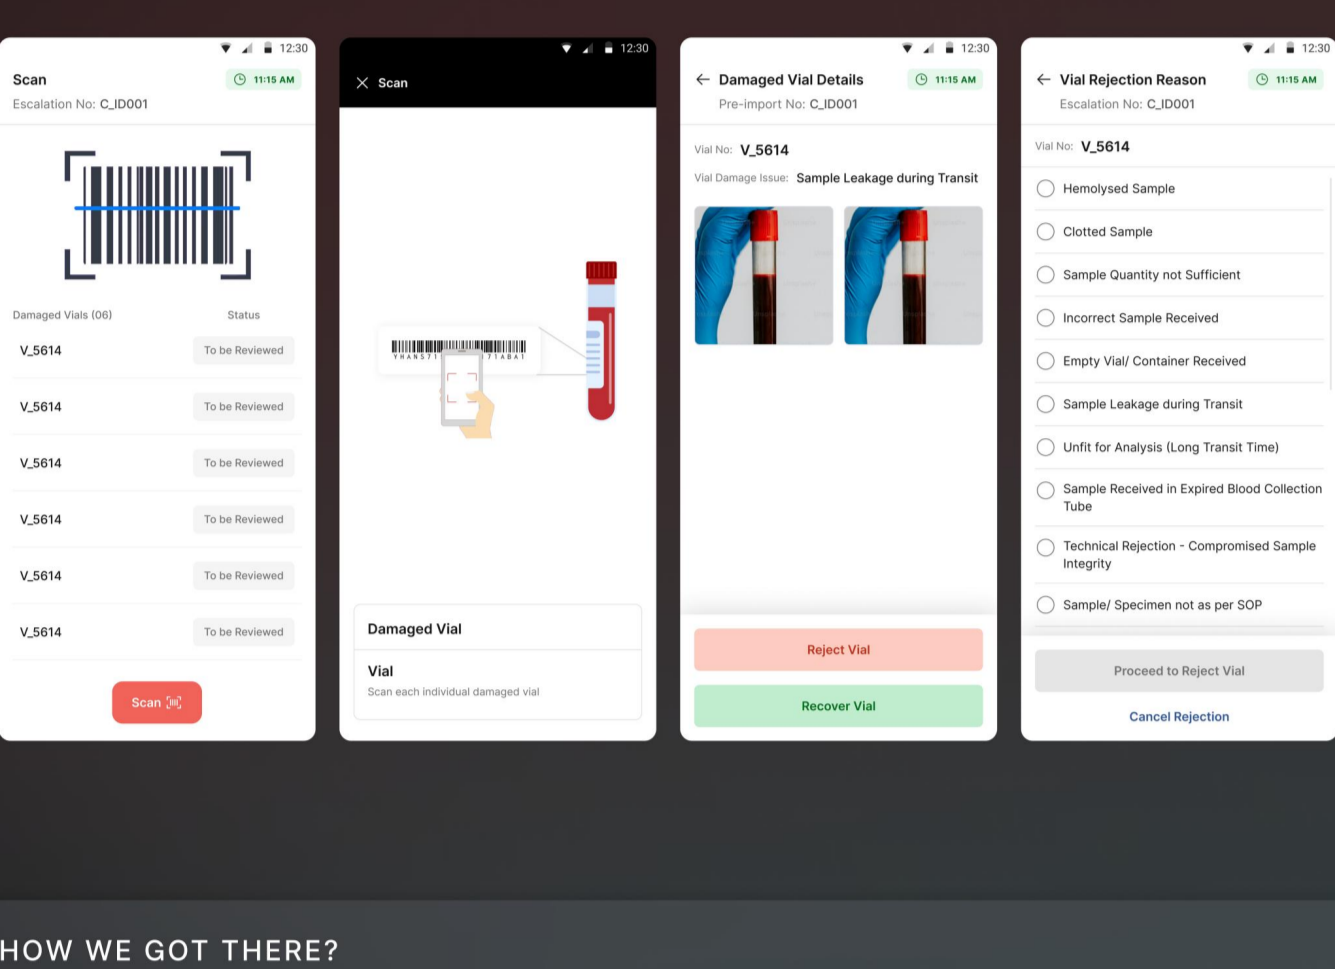 12:30
Scan
11:15 AM
Escalation No: C_ID001
Damaged Vials (06) Status
V_5614 To be Reviewed
V_5614 To be Reviewed
V_5614 To be Reviewed
V_5614 To be Reviewed
V_5614 To be Reviewed
V_5614 To be Reviewed
Scan
12:30
Scan
YHANS71 71ABA1
Damaged Vial
Vial
Scan each individual damaged vial
12:30
Damaged Vial Details
11:15 AM
Pre-import No: C_ID001
Vial No: V_5614
Vial Damage Issue: Sample Leakage during Transit
Reject Vial
Recover Vial
12:30
Vial Rejection Reason
11:15 AM
Escalation No: C_ID001
Vial No: V_5614
Hemolysed Sample
Clotted Sample
Sample Quantity not Sufficient
Incorrect Sample Received
Empty Vial/ Container Received
Sample Leakage during Transit
Unfit for Analysis (Long Transit Time)
Sample Received in Expired Blood Collection
Tube
Technical Rejection - Compromised Sample
Integrity
Sample/ Specimen not as per SOP
Proceed to Reject Vial
Cancel Rejection
HOW WE GOT THERE?